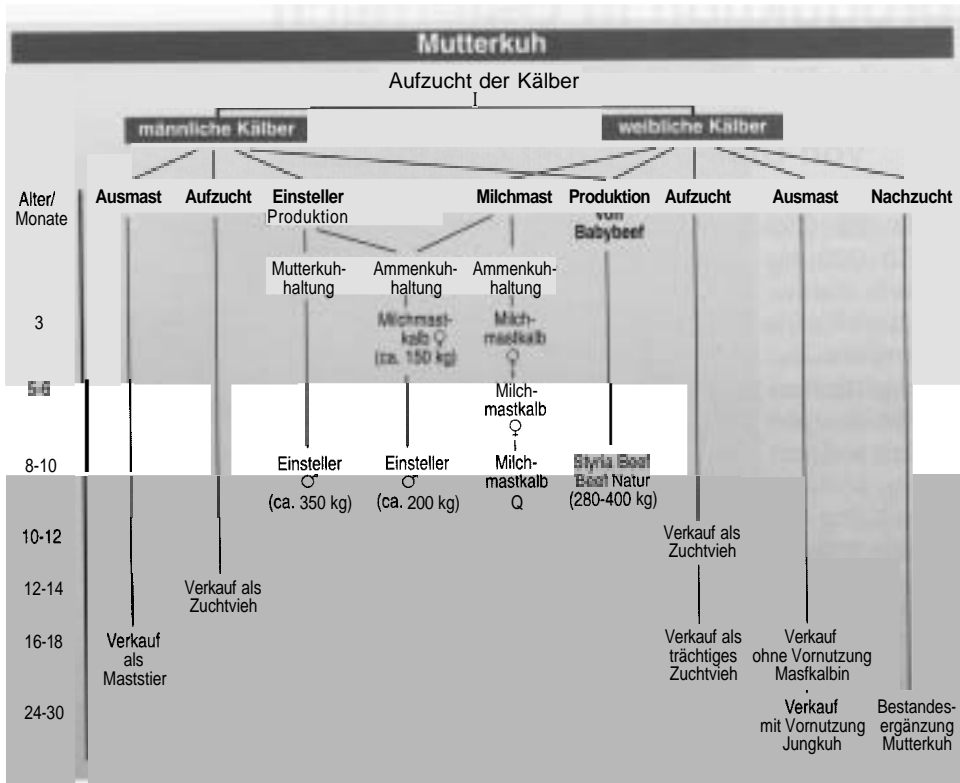 Mutterkuh
Aufzucht der Kälber
männliche Kälber
weibliche Kälber
Alter/
Monate
Ausmast
Aufzucht
Einsteller
Produktion
Milchmast
Produktion
von
Babybeef
Aufzucht
Ausmast
Nachzucht
Mutterkuh-
haltung
Ammenkuh-
haltung
Ammenkuh-
haltung
3
Milchmast-
kalb ♀
(ca. 150 kg)
Milch-
mastkalb
♀
5-6
Milch-
mastkalb
♀
8-10
Einsteller
♂
(ca. 350 kg)
Einsteller
♂
(ca. 200 kg)
Milch-
mastkalb
Q
Styria Beef
Beef Natur
(280-400 kg)
10-12
Verkauf als
Zuchtvieh
12-14
Verkauf als
Zuchtvieh
16-18
Verkauf
als
Maststier
Verkauf als
trächtiges
Zuchtvieh
Verkauf
ohne Vornutzung
Masfkalbin
24-30
Verkauf
mit Vornutzung
Jungkuh
Bestandes-
ergänzung
Mutterkuh